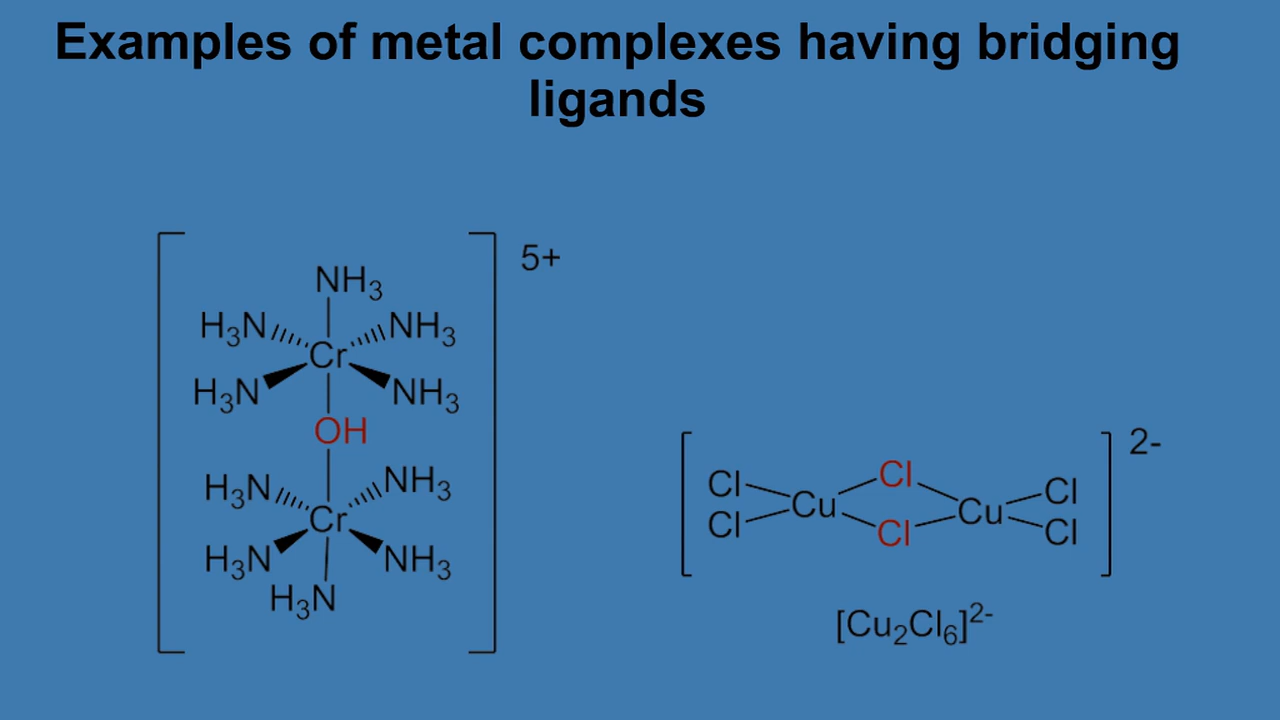 Examples of metal complexes having bridging
ligands
5+
NH₃
H₃N NH₃
Cr
H₃N NH₃
OH
H₃N NH₃
Cr
H₃N NH₃
H₃N
2-
Cl Cl Cl
Cu Cu
Cl Cl Cl
[Cu₂Cl₆]²⁻